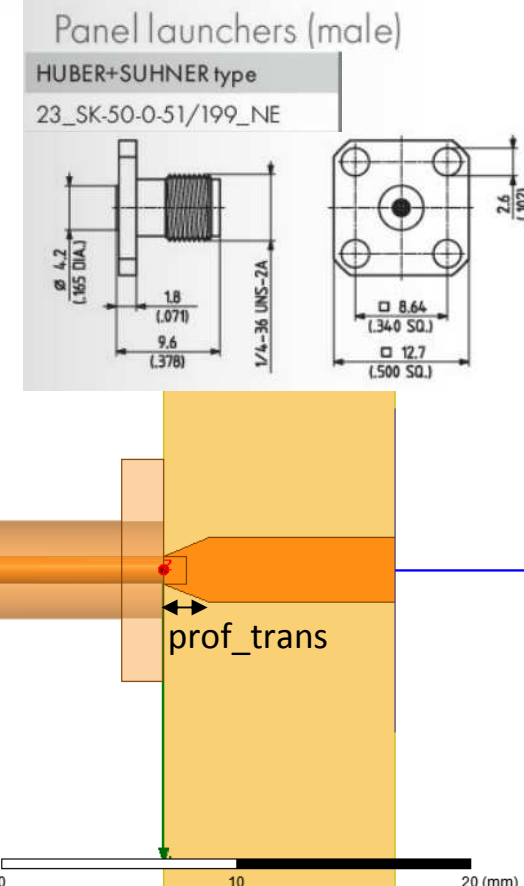 Panel launchers (male)
HUBER+SUHNER type
23_SK-50-0-51/199_NE
Ø 4.2
(.165 DIA.)
1.8
(.071)
9.6
(.378)
1/4-36 UNS-2A
2.6
(.102)
□ 8.64
(.340 SQ.)
□ 12.7
(.500 SQ.)
prof_trans
0
10
20 (mm)